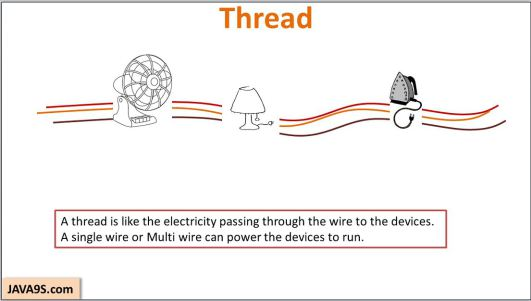 Thread
A thread is like the electricity passing through the wire to the devices.
A single wire or Multi wire can power the devices to run.
JAVA9S.com